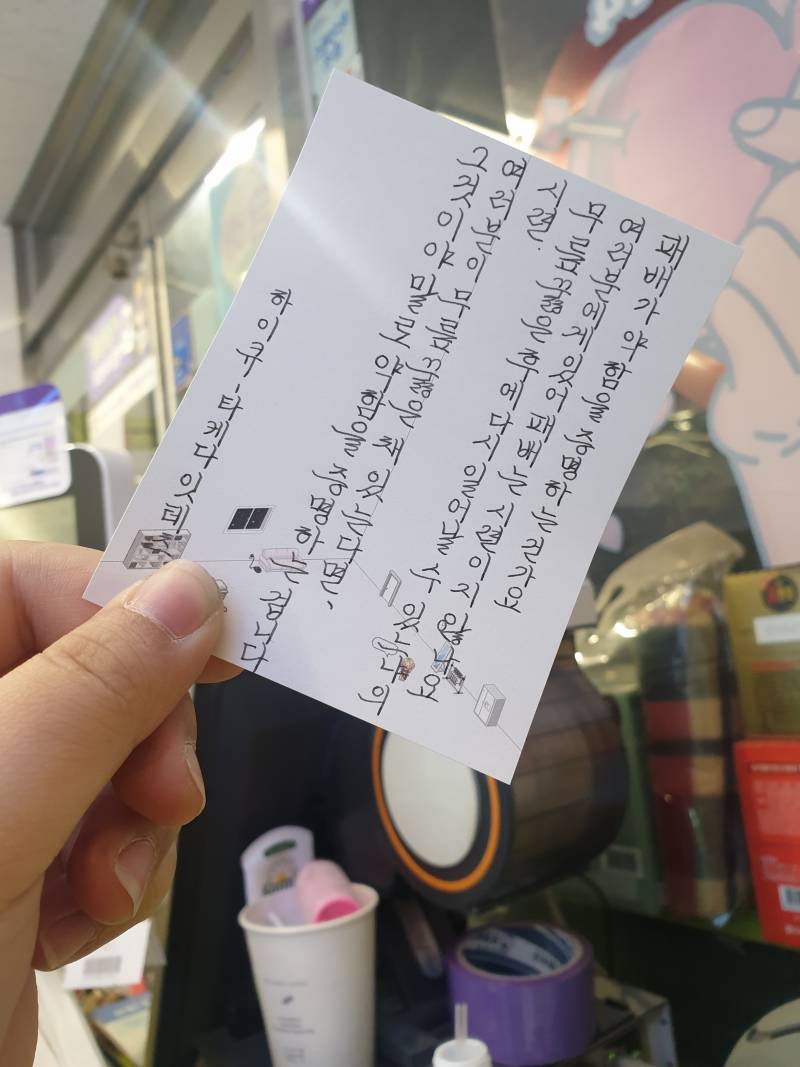 패배가 약함을 증명하는건가요
여러분에게있어 패배는 시련이지 않나요
무릎 꿇은 후에 다시 일어날 수 있느냐의
시련.
여러분이 무릎 꿇은 채 있는다면,
그것이야 말로 약함을 증명하는 겁니다
하이큐-타케다 잇테츠